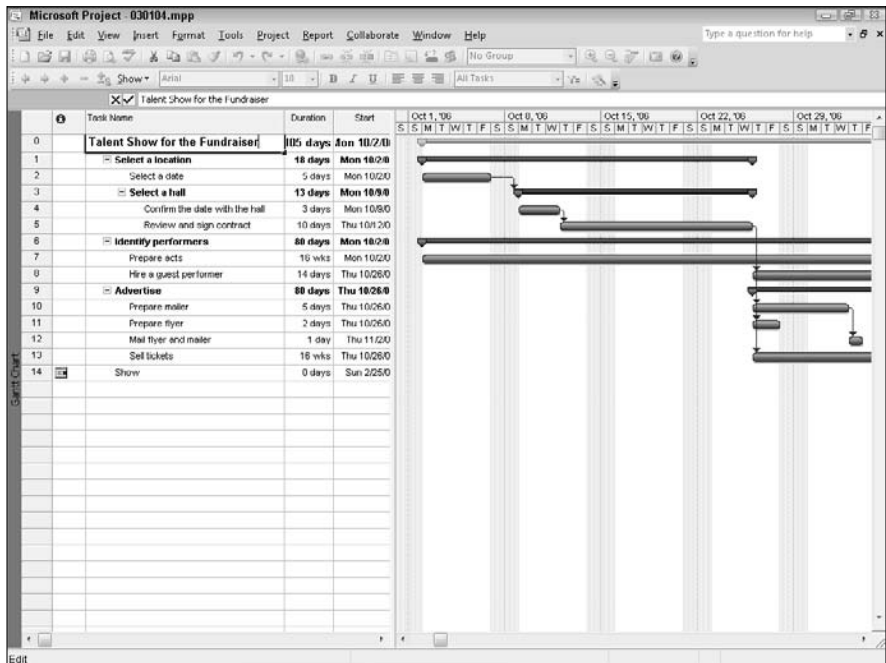 Microsoft Project - 030104.mpp
File Edit View Insert Format Tools Project Report Collaborate Window Help
Type a question for help
No Group
Show
Arial
10
B I U
All Tasks
Talent Show for the Fundraiser
Task Name Duration Start
Oct 1, '06 Oct 8, '06 Oct 15, '06 Oct 22, '06 Oct 29, '06
S S M T W T F S S M T W T F S S M T W T F S S M T W T F S S M T W T F
0 Talent Show for the Fundraiser 105 days Mon 10/2/0
1 Select a location 18 days Mon 10/2/0
2 Select a date 5 days Mon 10/2/0
3 Select a hall 13 days Mon 10/9/0
4 Confirm the date with the hall 3 days Mon 10/9/0
5 Review and sign contract 10 days Thu 10/12/0
6 Identify performers 80 days Mon 10/2/0
7 Prepare acts 16 wks Mon 10/2/0
8 Hire a guest performer 14 days Thu 10/26/0
9 Advertise 80 days Thu 10/26/0
10 Prepare mailer 5 days Thu 10/26/0
11 Prepare flyer 2 days Thu 10/26/0
12 Mail flyer and mailer 1 day Thu 11/2/0
13 Sell tickets 16 wks Thu 10/26/0
14 Show 0 days Sun 2/25/0
Gantt Chart
Edit